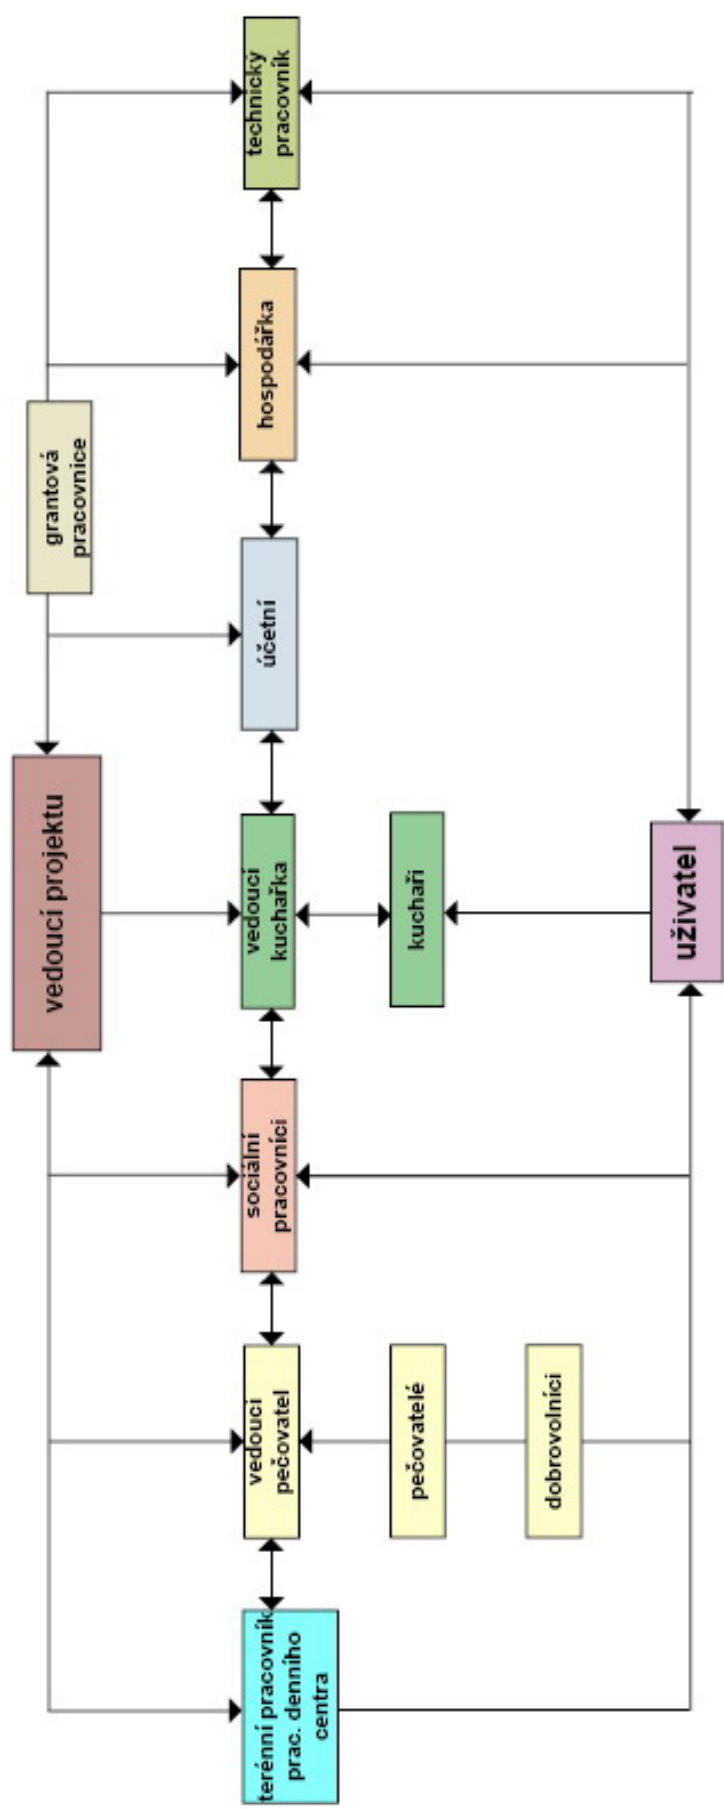 vedoucí projektu
grantová
pracovnice
terénní pracovník
prac. denního
centra
vedoucí
pečovatel
sociální
pracovníci
vedoucí
kuchařka
účetní
hospodářka
technický
pracovník
pečovatelé
kuchaři
dobrovolníci
uživatel